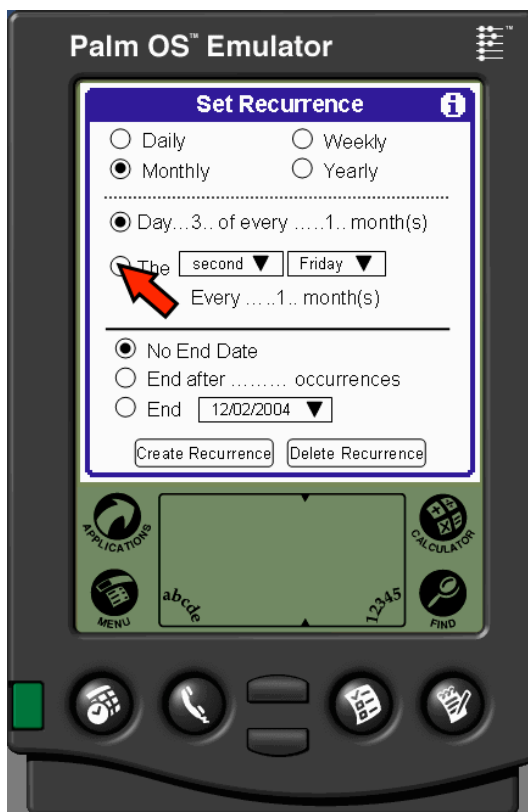 Palm OS™ Emulator
™
Set Recurrence i
Daily Weekly
Monthly Yearly
Day...3.. of every .....1.. month(s)
The second ▼ Friday ▼
Every .....1.. month(s)
No End Date
End after ......... occurrences
End 12/02/2004 ▼
Create Recurrence Delete Recurrence
APPLICATIONS CALCULATOR
abcde 12345
MENU FIND